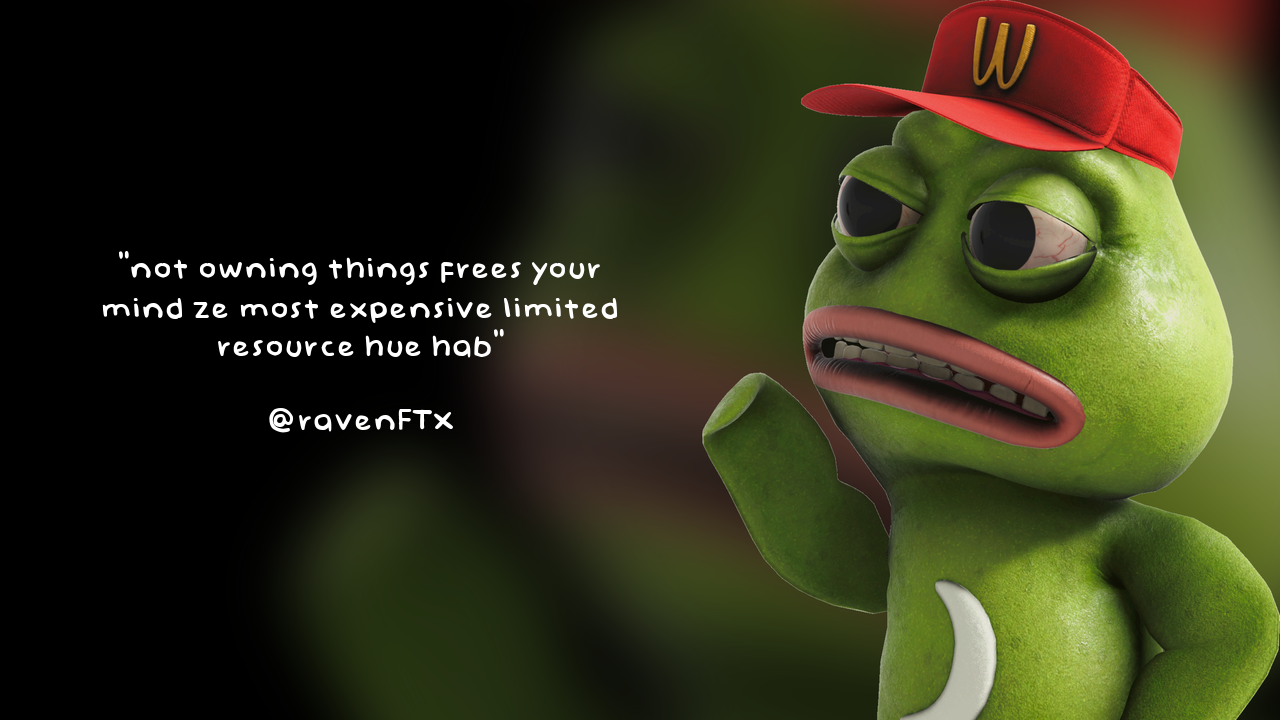 W
"not owning things frees your
mind ze most expensive limited
resource hue hab"
@ravenFTX